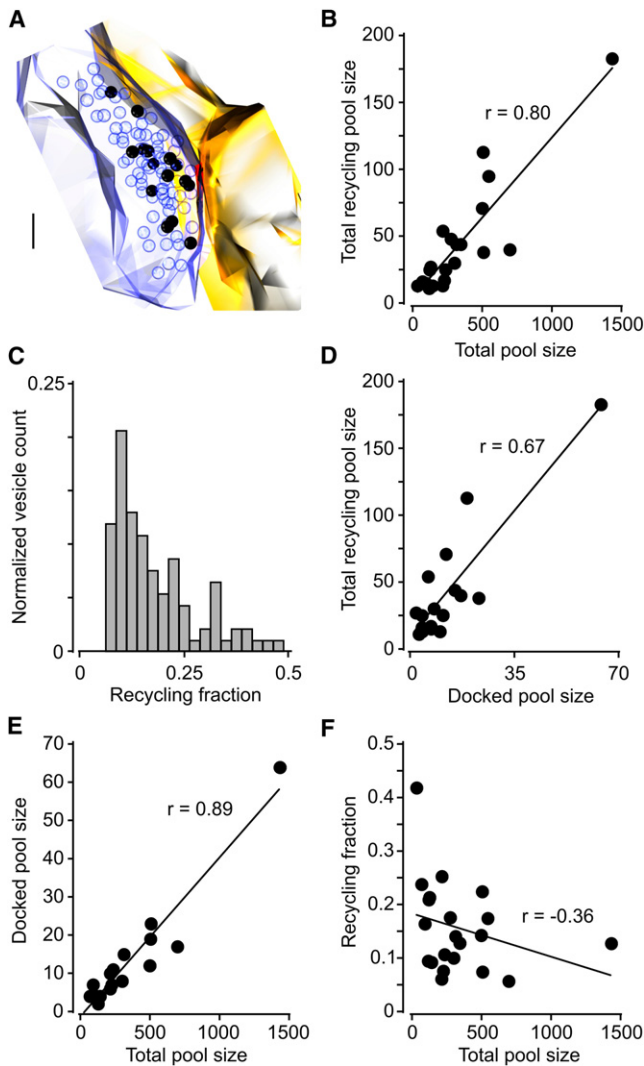 A
B
200
150
100
50
0
Total recycling pool size
r = 0.80
0 500 1000 1500
Total pool size
C
0.25
0
Normalized vesicle count
0 0.25 0.5
Recycling fraction
D
200
150
100
50
0
Total recycling pool size
r = 0.67
0 35 70
Docked pool size
E
70
60
50
40
30
20
10
0
Docked pool size
r = 0.89
0 500 1000 1500
Total pool size
F
0.5
0.4
0.3
0.2
0.1
0
Recycling fraction
r = -0.36
0 500 1000 1500
Total pool size